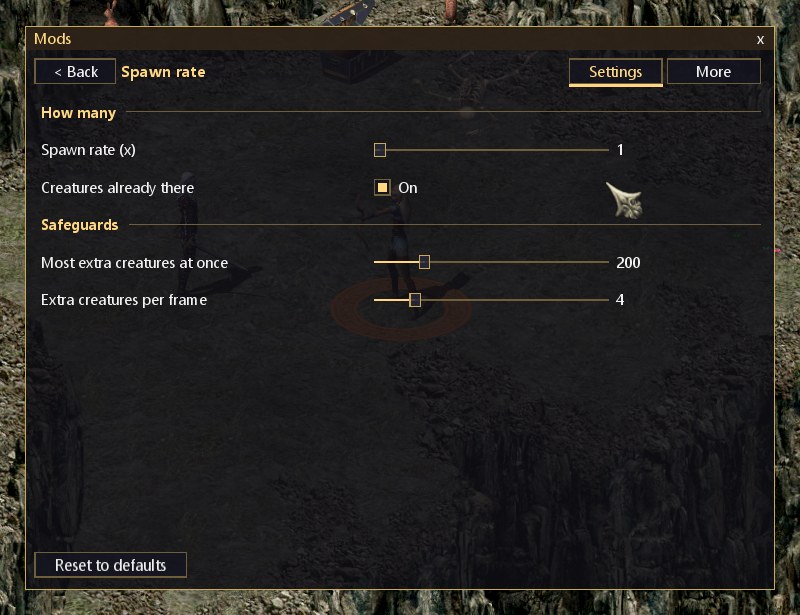 Mods x
< Back Spawn rate Settings More
How many
Spawn rate (x) 1
Creatures already there On
Safeguards
Most extra creatures at once 200
Extra creatures per frame 4
Reset to defaults